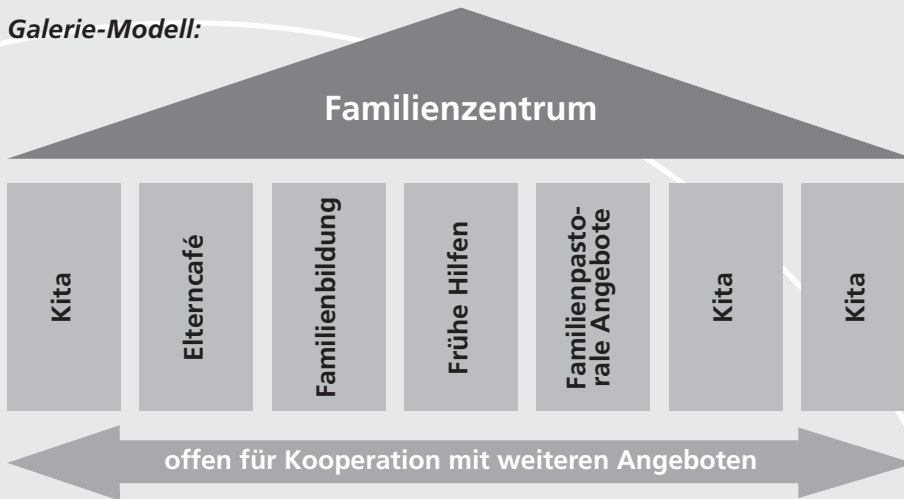 Galerie-Modell:
Familienzentrum
Kita
Elterncafé
Familienbildung
Frühe Hilfen
Familienpasto-
rale Angebote
Kita
Kita
offen für Kooperation mit weiteren Angeboten